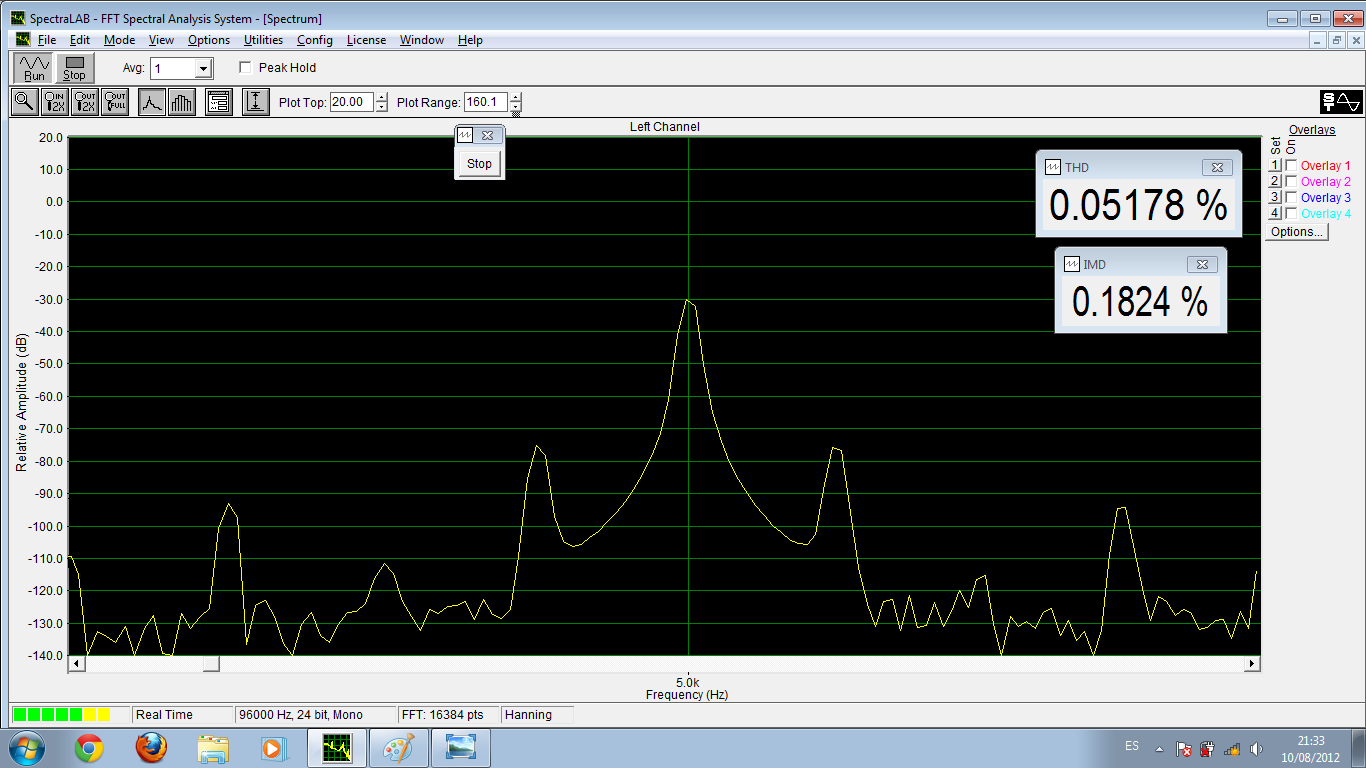 SpectraLAB - FFT Spectral Analysis System - [Spectrum]
File Edit Mode View Options Utilities Config License Window Help
Run Stop Avg: 1 Peak Hold
IN 2X OUT 2X OUT FULL Plot Top: 20.00 Plot Range: 160.1
Left Channel
Stop
THD
0.05178 %
IMD
0.1824 %
Overlays
Set On
1 Overlay 1
2 Overlay 2
3 Overlay 3
4 Overlay 4
Options...
Relative Amplitude (dB)
20.0
10.0
0.0
-10.0
-20.0
-30.0
-40.0
-50.0
-60.0
-70.0
-80.0
-90.0
-100.0
-110.0
-120.0
-130.0
-140.0
5.0k
Frequency (Hz)
Real Time 96000 Hz, 24 bit, Mono FFT: 16384 pts Hanning
ES 21:33
10/08/2012